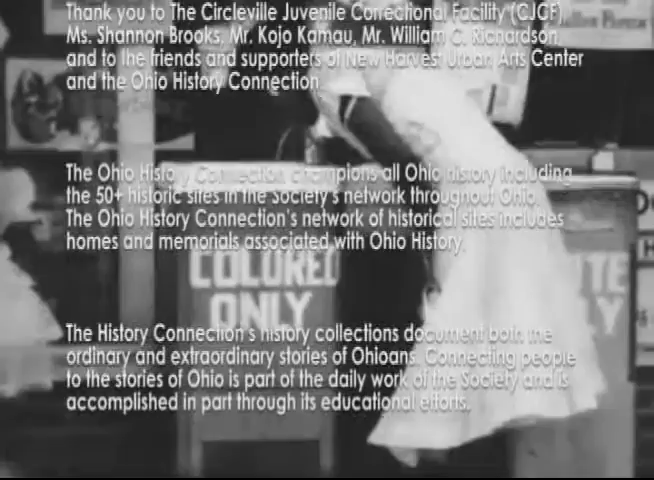 Thank you to The Circleville Juvenile Correctional Facility (CJCF),
Ms. Shannon Brooks, Mr. Kojo Kamau, Mr. William C. Richardson,
and to the friends and supporters of New Harvest Urban Arts Center
and the Ohio History Connection.
The Ohio History Connection champions all Ohio history including
the 50+ historic sites in the Society's network throughout Ohio.
The Ohio History Connection's network of historical sites includes
homes and memorials associated with Ohio History.
COLORED
ONLY
The History Connection's history collections document both the
ordinary and extraordinary stories of Ohioans. Connecting people
to the stories of Ohio is part of the daily work of the Society and is
accomplished in part through its educational efforts.